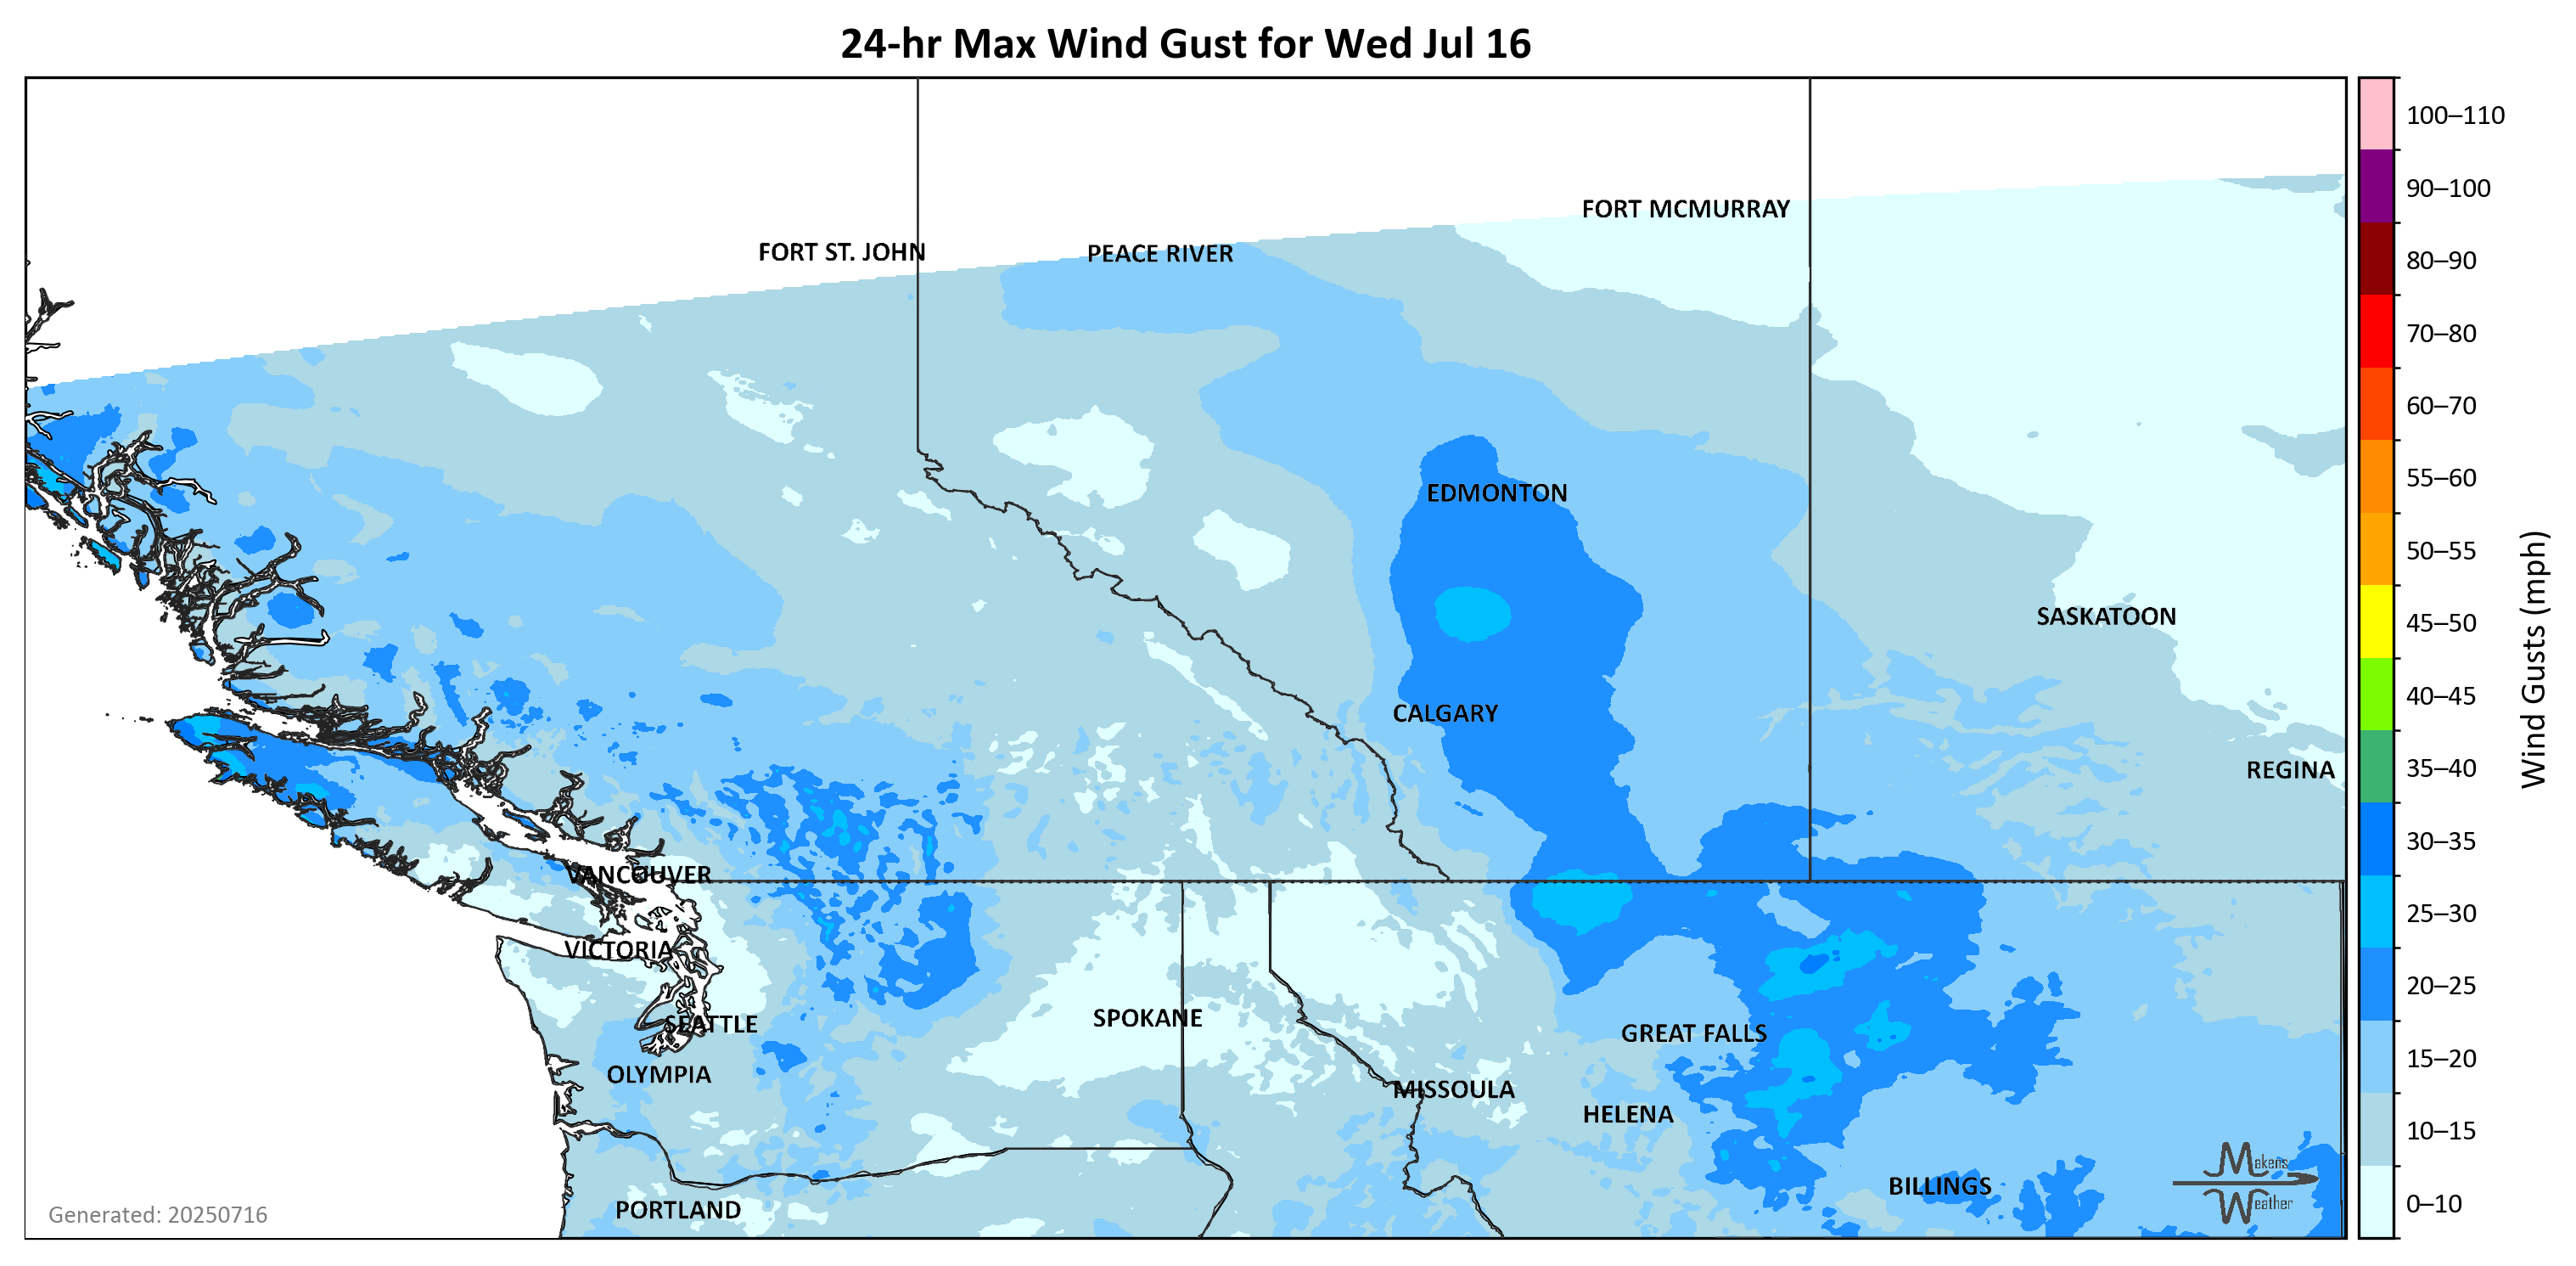 24-hr Max Wind Gust for Wed Jul 16
FORT MCMURRAY
FORT ST. JOHN
PEACE RIVER
EDMONTON
SASKATOON
CALGARY
REGINA
VANCOUVER
VICTORIA
SPOKANE
SEATTLE
GREAT FALLS
OLYMPIA
MISSOULA
HELENA
BILLINGS
PORTLAND
Generated: 20250716
Makens
Weather
100–110
90–100
80–90
70–80
60–70
55–60
50–55
45–50
40–45
35–40
30–35
25–30
20–25
15–20
10–15
0–10
Wind Gusts (mph)